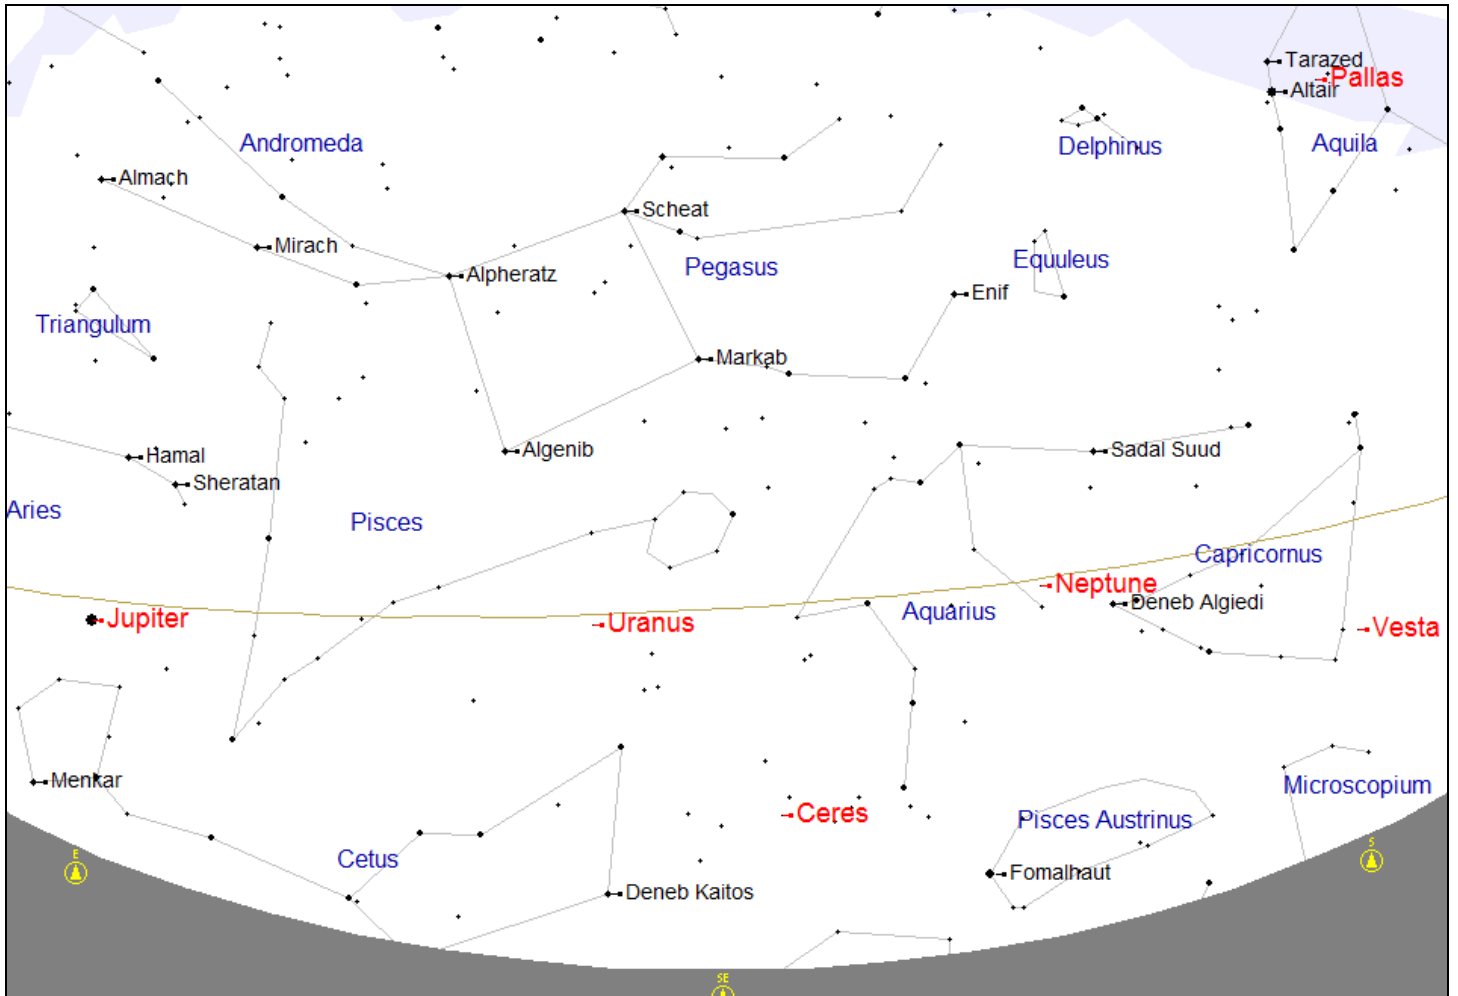 Tarazed
Pallas
Altair
Andromeda
Delphinus
Aquila
Almach
Scheat
Mirach
Pegasus
Equuleus
Alpheratz
Enif
Triangulum
Markab
Hamal
Algenib
Sadal Suud
Sheratan
Aries
Pisces
Capricornus
Neptune
Deneb Algiedi
Aquarius
Jupiter
Uranus
Vesta
Menkar
Microscopium
Ceres
Pisces Austrinus
Cetus
E
S
Fomalhaut
Deneb Kaitos
SE